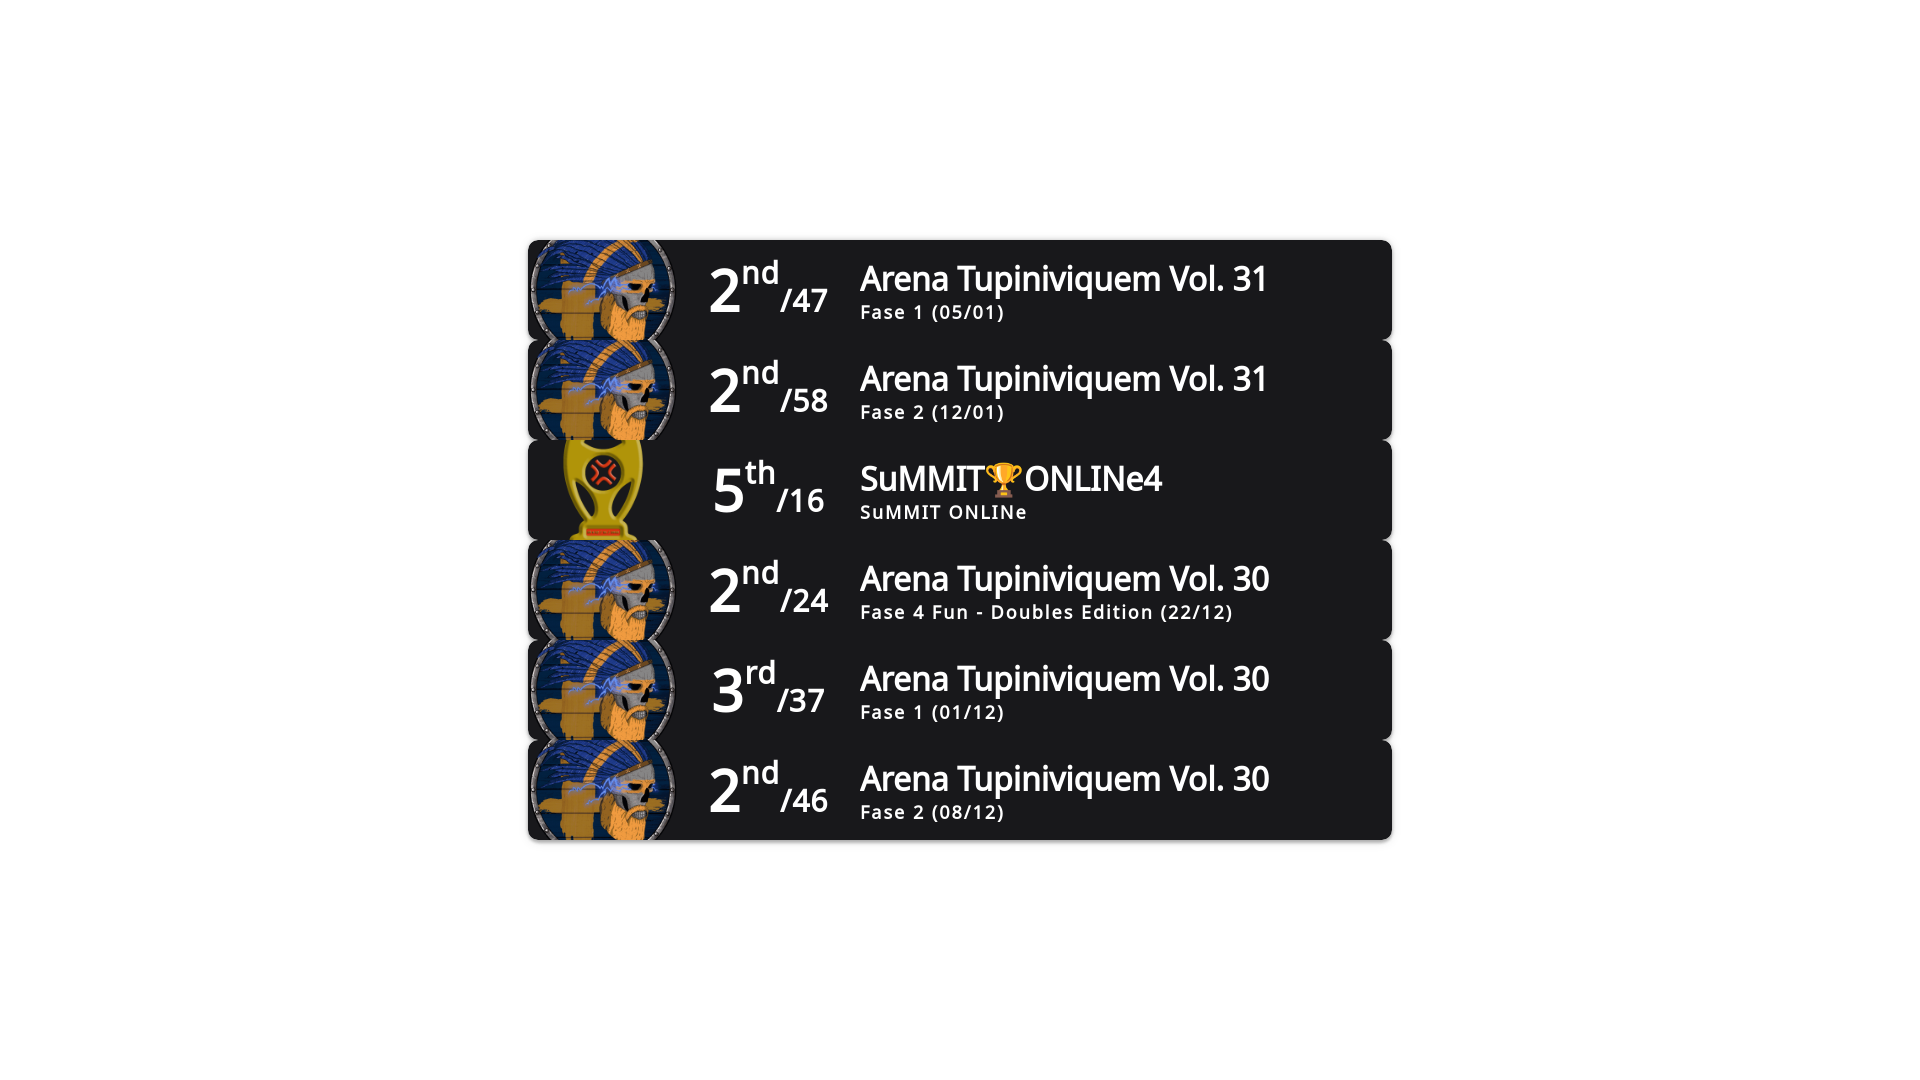 2nd/47 Arena Tupiniviquem Vol. 31
Fase 1 (05/01)
2nd/58 Arena Tupiniviquem Vol. 31
Fase 2 (12/01)
5th/16 SuMMIT🏆ONLINe4
SuMMIT ONLINe
2nd/24 Arena Tupiniviquem Vol. 30
Fase 4 Fun - Doubles Edition (22/12)
3rd/37 Arena Tupiniviquem Vol. 30
Fase 1 (01/12)
2nd/46 Arena Tupiniviquem Vol. 30
Fase 2 (08/12)